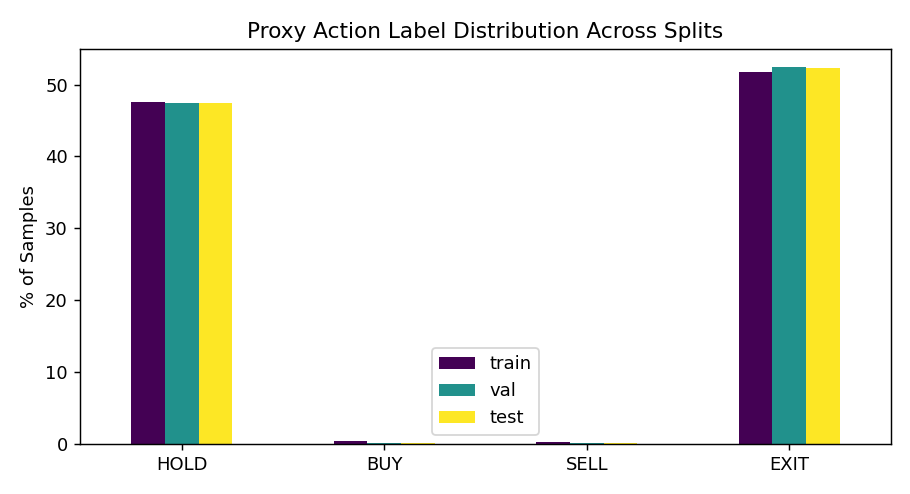 Proxy Action Label Distribution Across Splits
% of Samples
50
40
30
20
10
0
train
val
test
HOLD BUY SELL EXIT